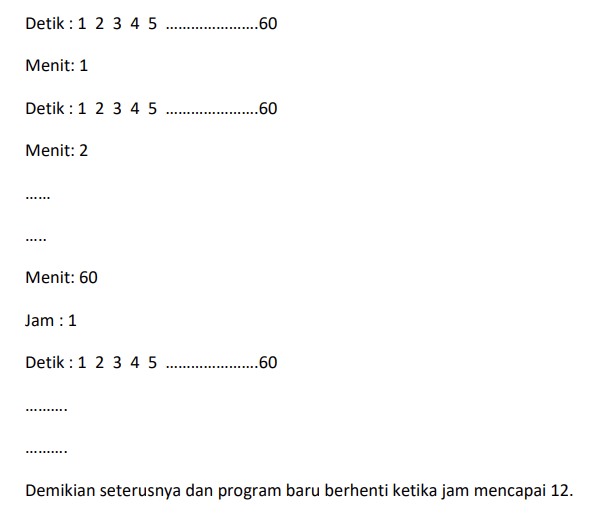 Detik : 1 2 3 4 5 ......................60
Menit: 1
Detik : 1 2 3 4 5 ......................60
Menit: 2
......
.....
Menit: 60
Jam : 1
Detik : 1 2 3 4 5 ......................60
..........
..........
Demikian seterusnya dan program baru berhenti ketika jam mencapai 12.